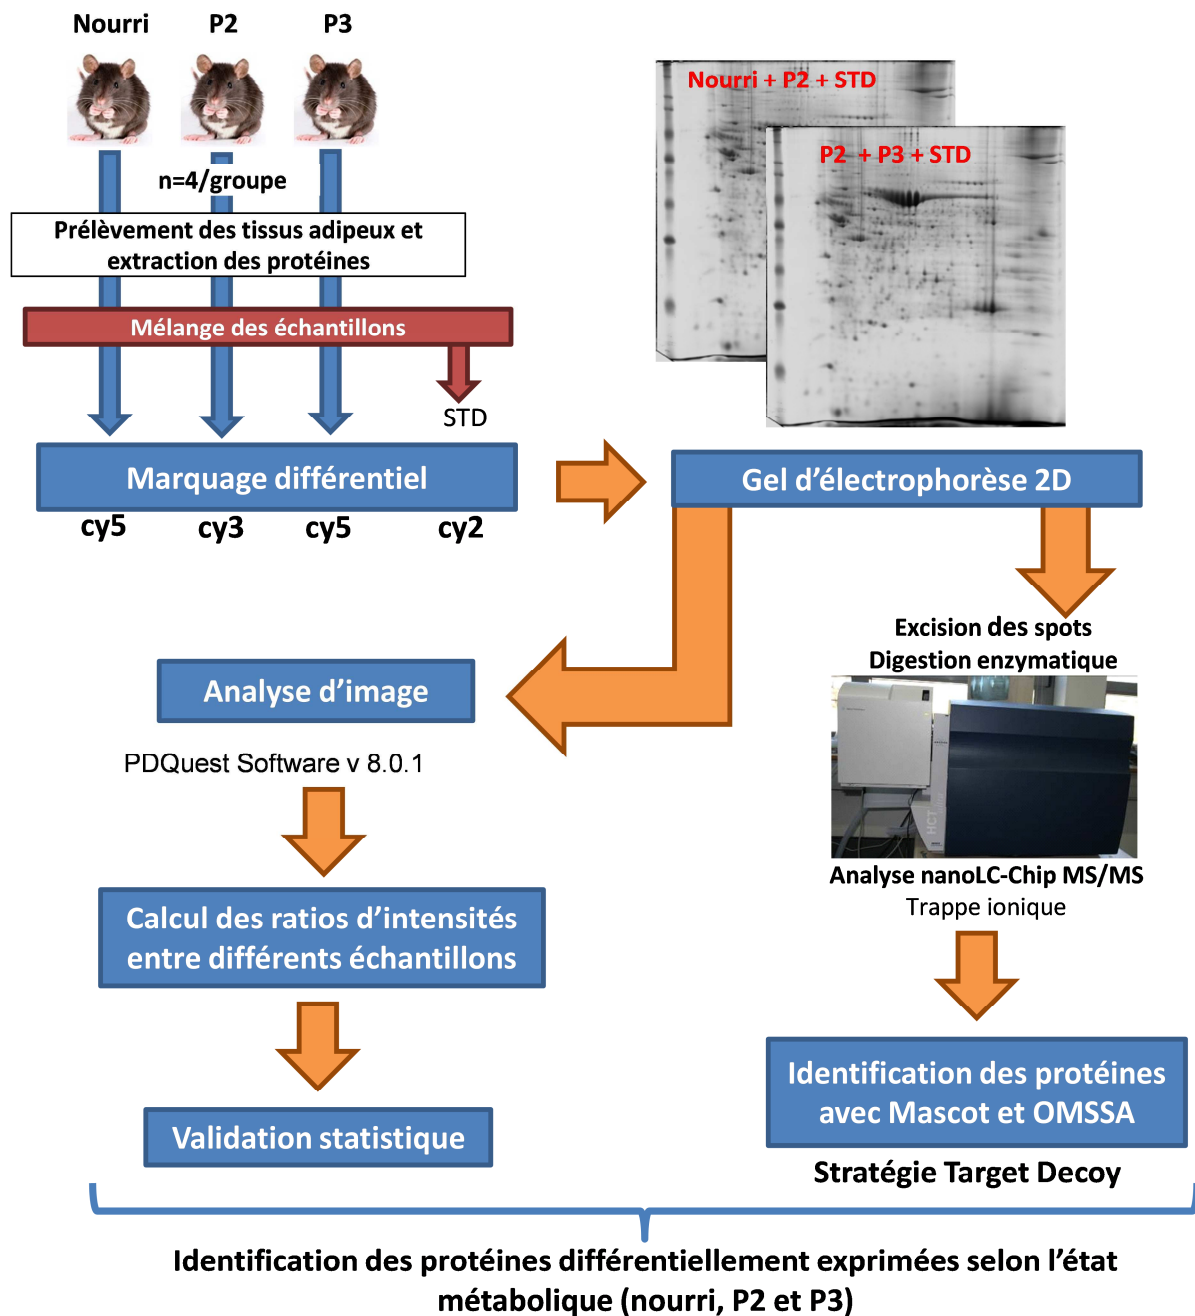 Nourri P2 P3
n=4/groupe
Prélèvement des tissus adipeux et
extraction des protéines
Mélange des échantillons
STD
Marquage différentiel
cy5 cy3 cy5 cy2
Nourri + P2 + STD
P2 + P3 + STD
Gel d'électrophorèse 2D
Excision des spots
Digestion enzymatique
HCT
Analyse nanoLC-Chip MS/MS
Trappe ionique
Identification des protéines
avec Mascot et OMSSA
Stratégie Target Decoy
Analyse d'image
PDQuest Software v 8.0.1
Calcul des ratios d'intensités
entre différents échantillons
Validation statistique
Identification des protéines différentiellement exprimées selon l'état
métabolique (nourri, P2 et P3)